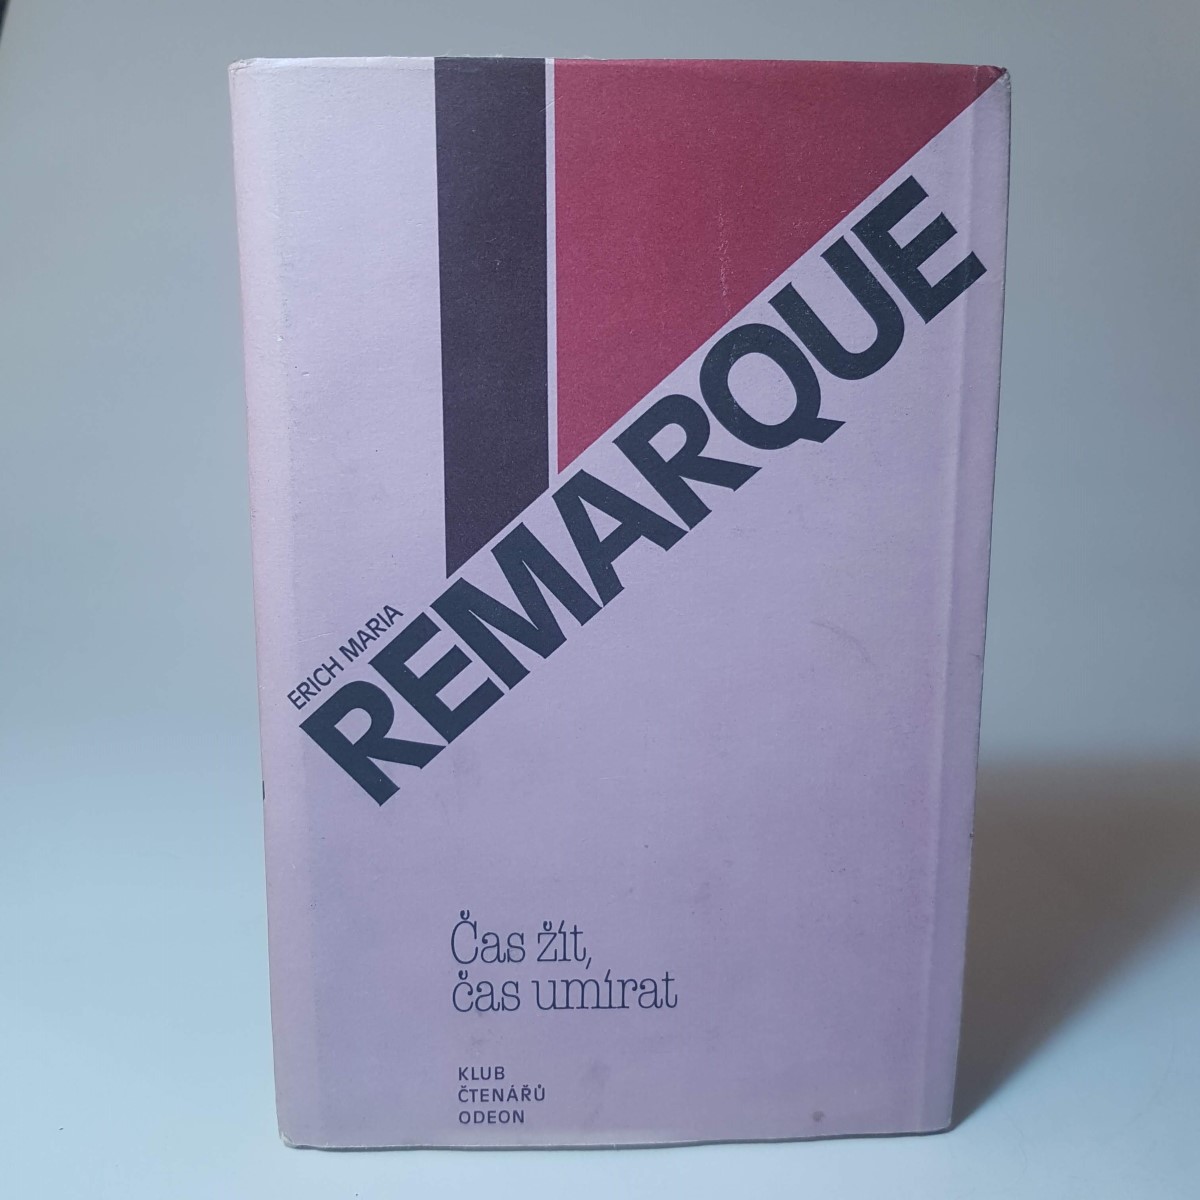 ERICH MARIA
REMARQUE
Čas žít,
čas umírat
KLUB
ČTENÁŘŮ
ODEON